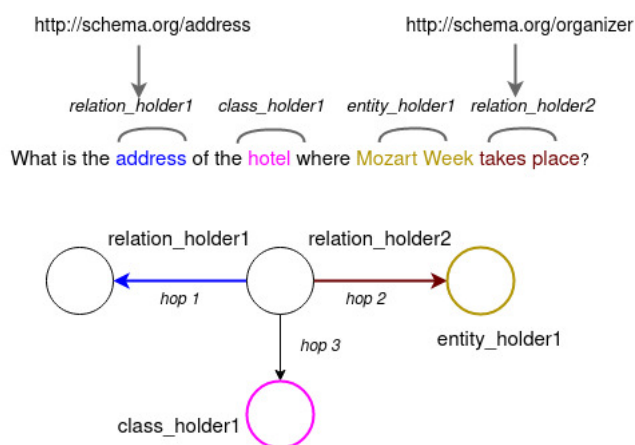 http://schema.org/address http://schema.org/organizer
relation_holder1 class_holder1 entity_holder1 relation_holder2
What is the address of the hotel where Mozart Week takes place?
relation_holder1 relation_holder2
hop 1 hop 2
entity_holder1
hop 3
class_holder1